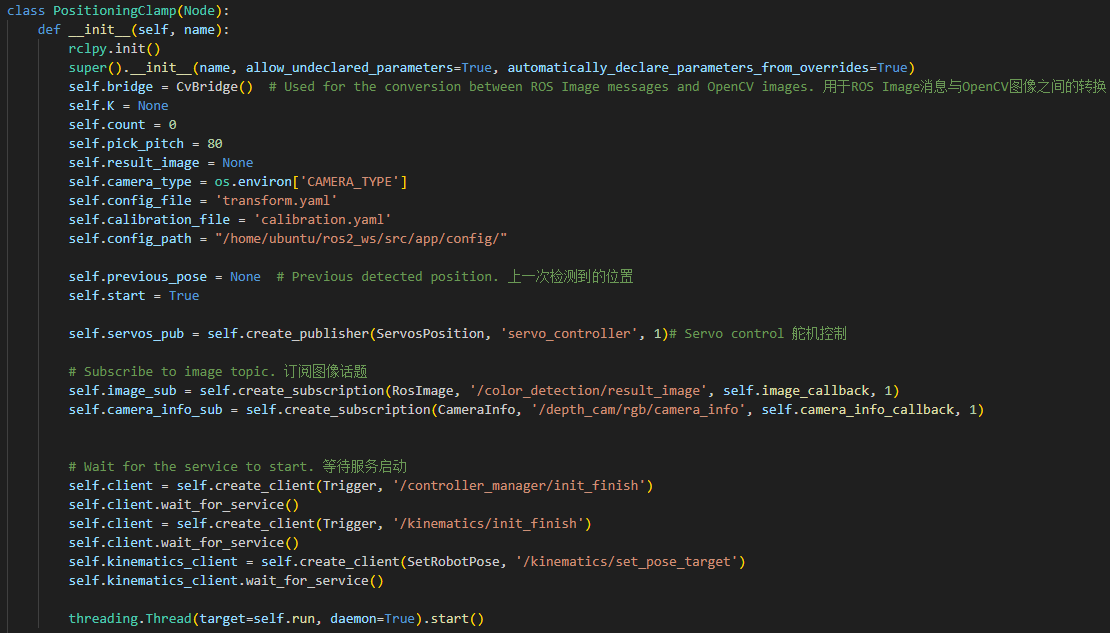 class PositioningClamp(Node):
    def __init__(self, name):
        rclpy.init()
        super().__init__(name, allow_undeclared_parameters=True, automatically_declare_parameters_from_overrides=True)
        self.bridge = CvBridge()  # Used for the conversion between ROS Image messages and OpenCV images. 用于ROS Image消息与OpenCV图像之间的转换
        self.K = None
        self.count = 0
        self.pick_pitch = 80
        self.result_image = None
        self.camera_type = os.environ['CAMERA_TYPE']
        self.config_file = 'transform.yaml'
        self.calibration_file = 'calibration.yaml'
        self.config_path = "/home/ubuntu/ros2_ws/src/app/config/"

        self.previous_pose = None  # Previous detected position. 上一次检测到的位置
        self.start = True

        self.servos_pub = self.create_publisher(ServosPosition, 'servo_controller', 1)# Servo control 舵机控制

        # Subscribe to image topic. 订阅图像话题
        self.image_sub = self.create_subscription(RosImage, '/color_detection/result_image', self.image_callback, 1)
        self.camera_info_sub = self.create_subscription(CameraInfo, '/depth_cam/rgb/camera_info', self.camera_info_callback, 1)


        # Wait for the service to start. 等待服务启动
        self.client = self.create_client(Trigger, '/controller_manager/init_finish')
        self.client.wait_for_service()
        self.client = self.create_client(Trigger, '/kinematics/init_finish')
        self.client.wait_for_service()
        self.kinematics_client = self.create_client(SetRobotPose, '/kinematics/set_pose_target')
        self.kinematics_client.wait_for_service()

        threading.Thread(target=self.run, daemon=True).start()